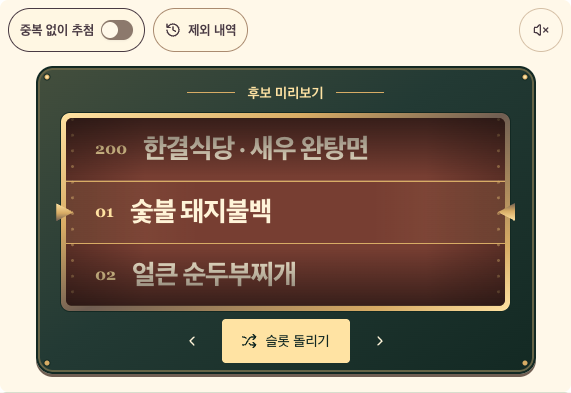 중복 없이 추첨
제외 내역
후보 미리보기
200 한결식당 · 새우 완탕면
01 숯불 돼지불백
02 얼큰 순두부찌개
슬롯 돌리기